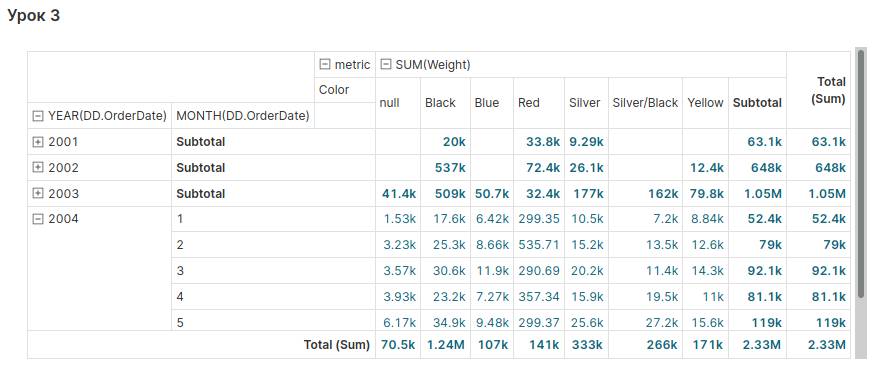 Урок 3
metric SUM(Weight) Total (Sum)
Color null Black Blue Red Silver Silver/Black Yellow Subtotal
YEAR(DD.OrderDate) MONTH(DD.OrderDate)
2001 Subtotal 20k 33.8k 9.29k 63.1k 63.1k
2002 Subtotal 537k 72.4k 26.1k 12.4k 648k 648k
2003 Subtotal 41.4k 509k 50.7k 32.4k 177k 162k 79.8k 1.05M 1.05M
2004 1 1.53k 17.6k 6.42k 299.35 10.5k 7.2k 8.84k 52.4k 52.4k
2 3.23k 25.3k 8.66k 535.71 15.2k 13.5k 12.6k 79k 79k
3 3.57k 30.6k 11.9k 290.69 20.2k 11.4k 14.3k 92.1k 92.1k
4 3.93k 23.2k 7.27k 357.34 15.9k 19.5k 11k 81.1k 81.1k
5 6.17k 34.9k 9.48k 299.37 25.6k 27.2k 15.6k 119k 119k
Total (Sum) 70.5k 1.24M 107k 141k 333k 266k 171k 2.33M 2.33M